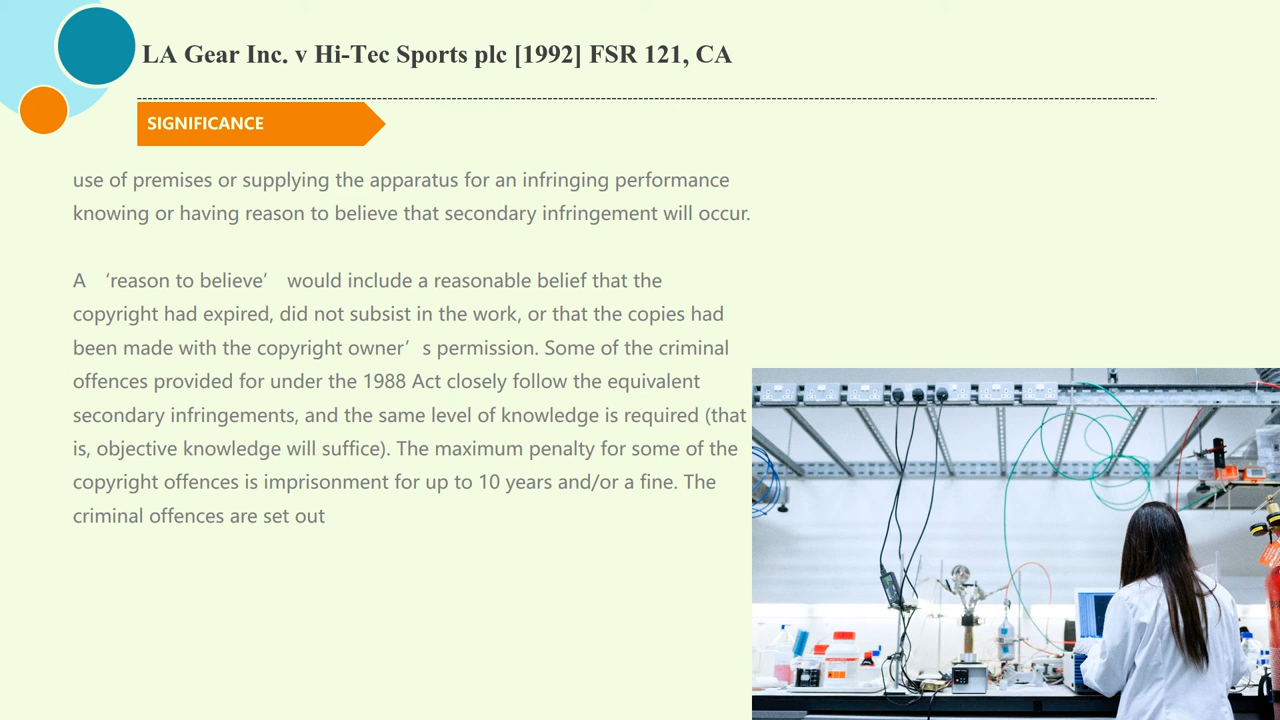 LA Gear Inc. v Hi-Tec Sports plc [1992] FSR 121, CA
SIGNIFICANCE
use of premises or supplying the apparatus for an infringing performance
knowing or having reason to believe that secondary infringement will occur.
A ‘reason to believe’ would include a reasonable belief that the
copyright had expired, did not subsist in the work, or that the copies had
been made with the copyright owner’s permission. Some of the criminal
offences provided for under the 1988 Act closely follow the equivalent
secondary infringements, and the same level of knowledge is required (that
is, objective knowledge will suffice). The maximum penalty for some of the
copyright offences is imprisonment for up to 10 years and/or a fine. The
criminal offences are set out